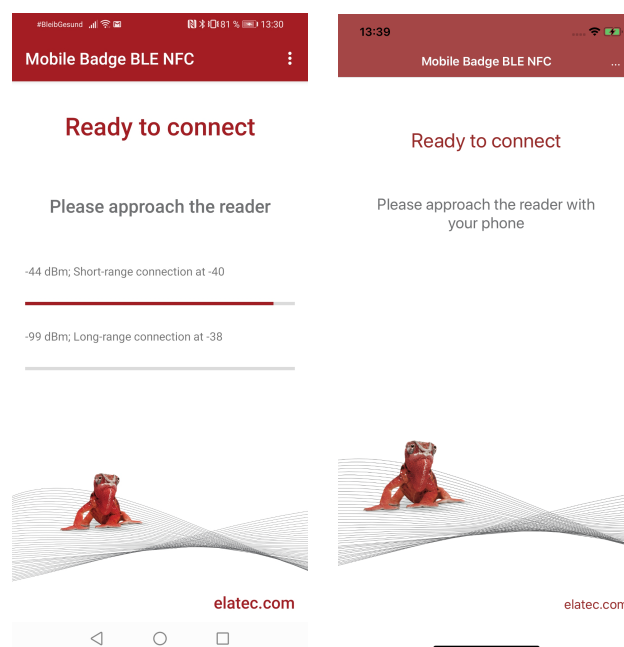 #BleibGesund
81 %
13:30
Mobile Badge BLE NFC
Ready to connect
Please approach the reader
-44 dBm; Short-range connection at -40
-99 dBm; Long-range connection at -38
elatec.com
13:39
Mobile Badge BLE NFC
...
Ready to connect
Please approach the reader with
your phone
elatec.com